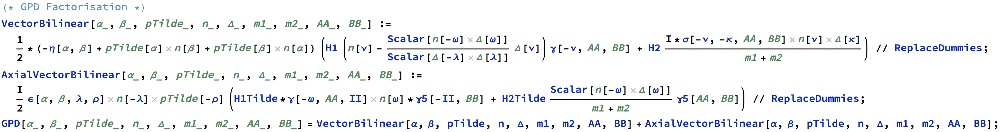 (* GPD Factorisation *)
VectorBilinear[α_, β_, pTilde_, n_, Δ_, m1_, m2_, AA_, BB_] :=
1/2 * (-η[α, β] + pTilde[α] × n[β] + pTilde[β] × n[α]) (H1 (n[ν] - Scalar[n[-ω] × Δ[ω]]/Scalar[Δ[-λ] × Δ[λ]] Δ[ν]) γ[-ν, AA, BB] + H2 I * σ[-ν, -κ, AA, BB] × n[ν] × Δ[κ]/m1 + m2) // ReplaceDummies;
AxialVectorBilinear[α_, β_, pTilde_, n_, Δ_, m1_, m2_, AA_, BB_] :=
I/2 ϵ[α, β, λ, ρ] × n[-λ] × pTilde[-ρ] (H1Tilde * γ[-ω, AA, II] × n[ω] * γ5[-II, BB] + H2Tilde Scalar[n[-ω] × Δ[ω]]/m1 + m2 γ5[AA, BB]) // ReplaceDummies;
GPD[α_, β_, pTilde_, n_, Δ_, m1_, m2_, AA_, BB_] = VectorBilinear[α, β, pTilde, n, Δ, m1, m2, AA, BB] + AxialVectorBilinear[α, β, pTilde, n, Δ, m1, m2, AA, BB];